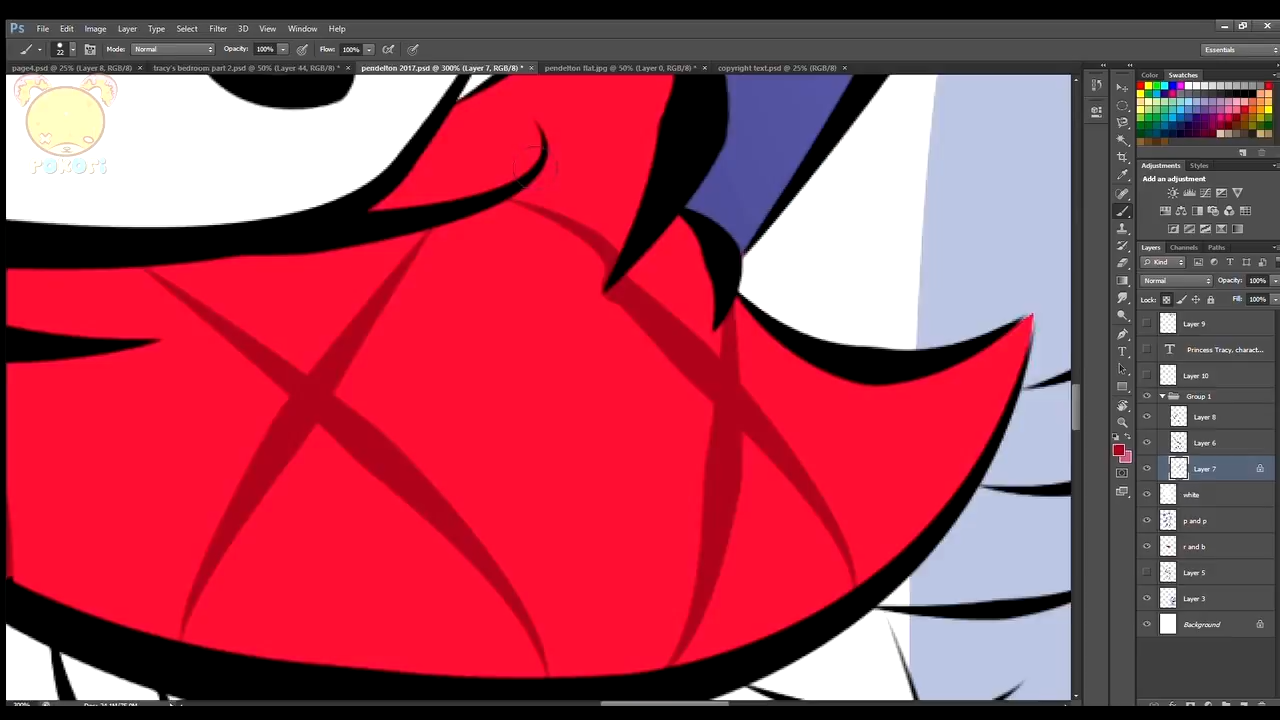 Ps File Edit Image Layer Type Select Filter 3D View Window Help
22 Mode: Normal Opacity: 100% Flow: 100% Essentials
page4.psd @ 25% (Layer 8, RGB/8) * × tracy's bedroom part 2.psd @ 50% (Layer 44, RGB/8) * × pendelton 2017.psd @ 300% (Layer 7, RGB/8) * × pendelton flat.jpg @ 50% (Layer 0, RGB/8) * × copyright text.psd @ 25% (RGB/8) ×
Color Swatches
POKORI
Adjustments Styles
Add an adjustment
Layers Channels Paths
Kind
Normal Opacity: 100%
Lock: Fill: 100%
Layer 9
T Princess Tracy, charact...
Layer 10
Group 1
Layer 8
Layer 6
Layer 7
white
p and p
r and b
Layer 5
Layer 3
Background